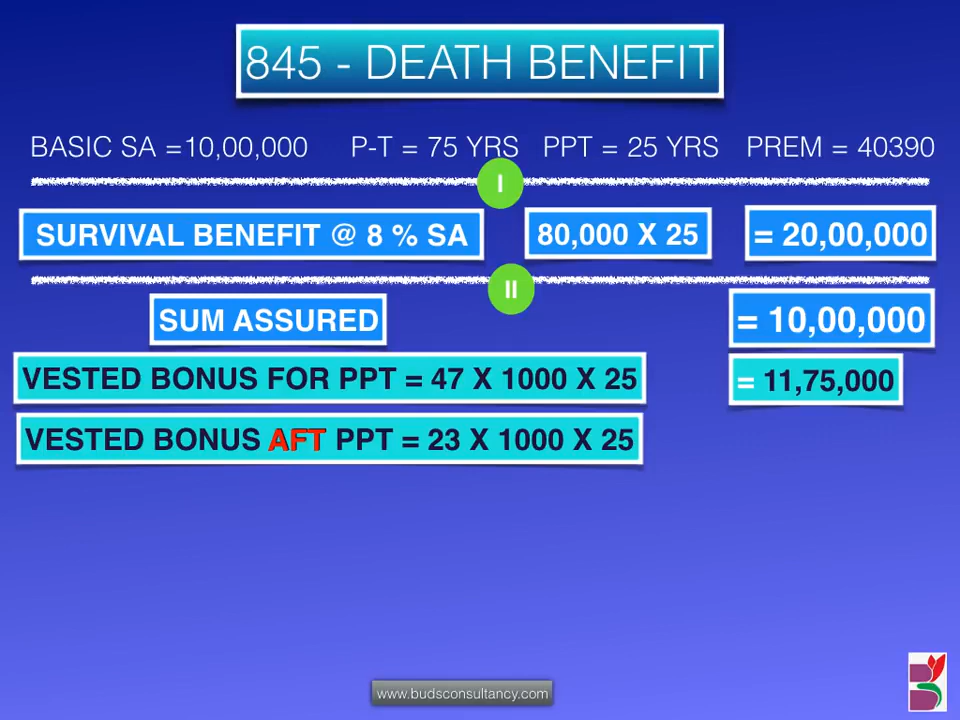 845 - DEATH BENEFIT
BASIC SA =10,00,000 P-T = 75 YRS PPT = 25 YRS PREM = 40390
I
SURVIVAL BENEFIT @ 8 % SA 80,000 X 25 = 20,00,000
II
SUM ASSURED = 10,00,000
VESTED BONUS FOR PPT = 47 X 1000 X 25 = 11,75,000
VESTED BONUS AFT PPT = 23 X 1000 X 25
www.budsconsultancy.com